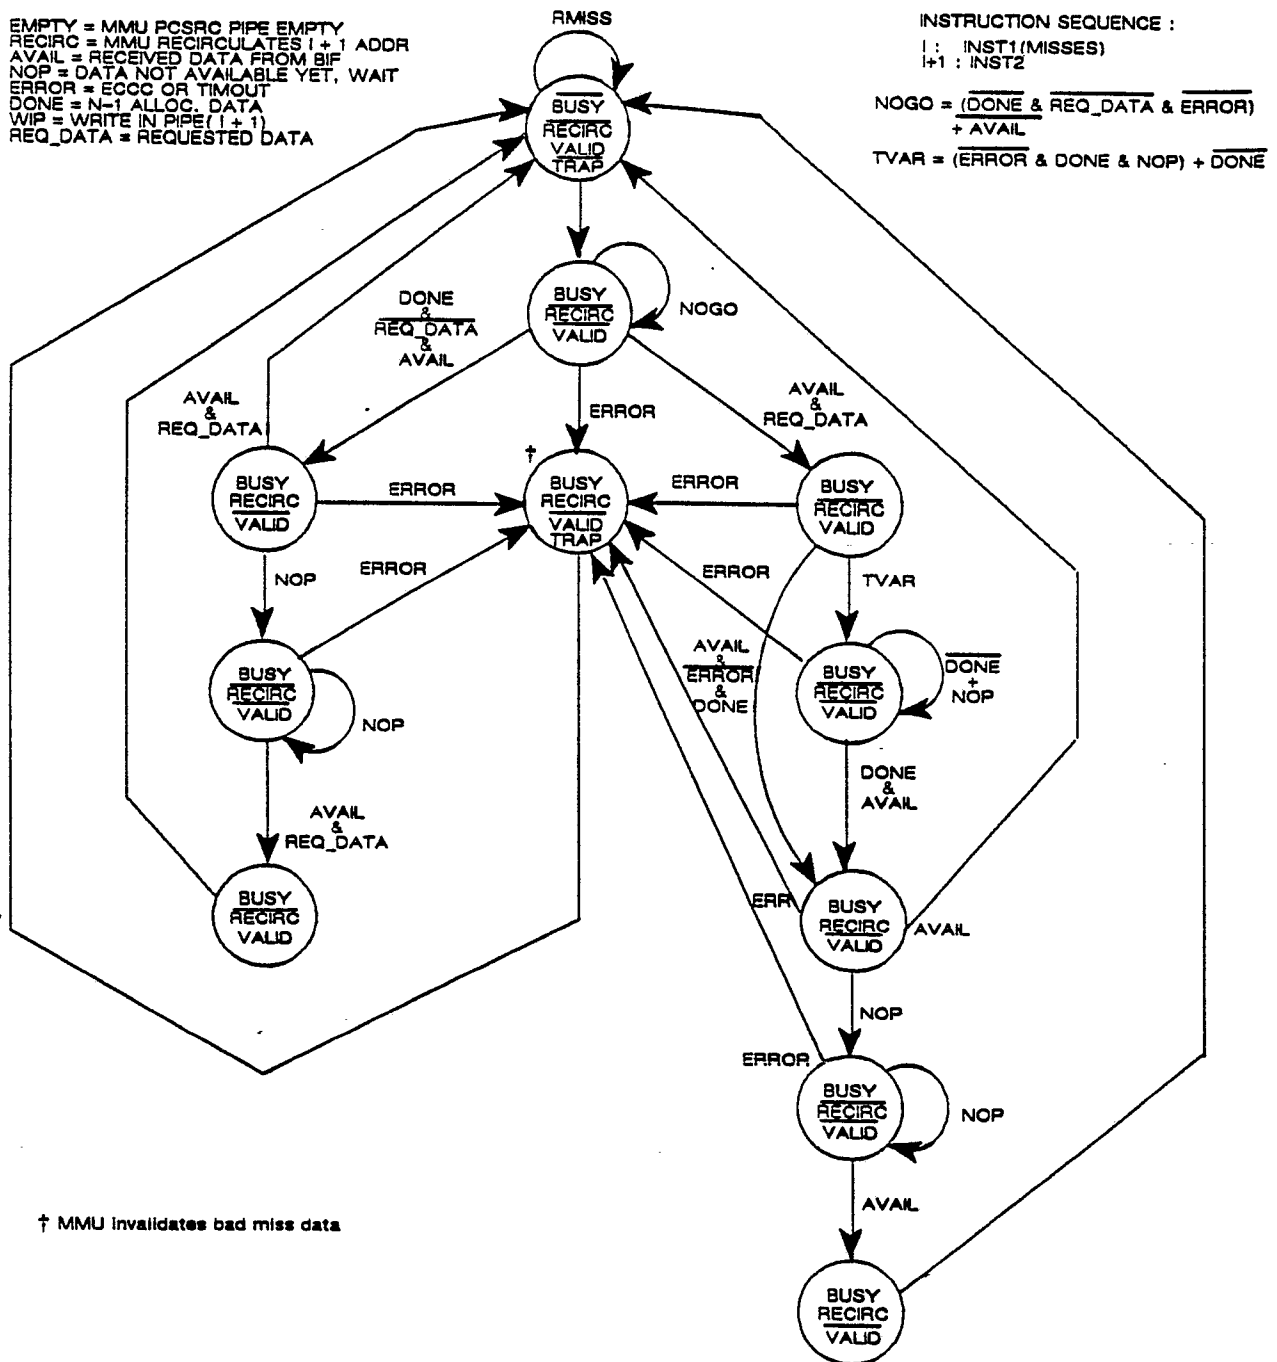 EMPTY = MMU PCSRC PIPE EMPTY
RECIRC = MMU RECIRCULATES I + 1 ADDR
AVAIL = RECEIVED DATA FROM BIF
NOP = DATA NOT AVAILABLE YET, WAIT
ERROR = ECCC OR TIMOUT
DONE = N-1 ALLOC. DATA
WIP = WRITE IN PIPE( I + 1)
REQ_DATA = REQUESTED DATA
RMISS
INSTRUCTION SEQUENCE :
I : INST1(MISSES)
I+1 : INST2
NOGO = (DONE & REQ_DATA & ERROR)
+ AVAIL
TVAR = (ERROR & DONE & NOP) + DONE
BUSY
RECIRC
VALID
TRAP
BUSY
RECIRC
VALID
NOGO
DONE
&
REQ_DATA
&
AVAIL
ERROR
AVAIL
&
REQ_DATA
AVAIL
&
REQ_DATA
BUSY
RECIRC
VALID
ERROR
†
BUSY
RECIRC
VALID
TRAP
ERROR
BUSY
RECIRC
VALID
NOP
ERROR
ERROR
TVAR
BUSY
RECIRC
VALID
NOP
AVAIL
&
ERROR
&
DONE
BUSY
RECIRC
VALID
DONE
+
NOP
AVAIL
&
REQ_DATA
DONE
&
AVAIL
BUSY
RECIRC
VALID
ERR
BUSY
RECIRC
VALID
AVAIL
NOP
ERROR
BUSY
RECIRC
VALID
NOP
AVAIL
† MMU invalidates bad miss data
BUSY
RECIRC
VALID